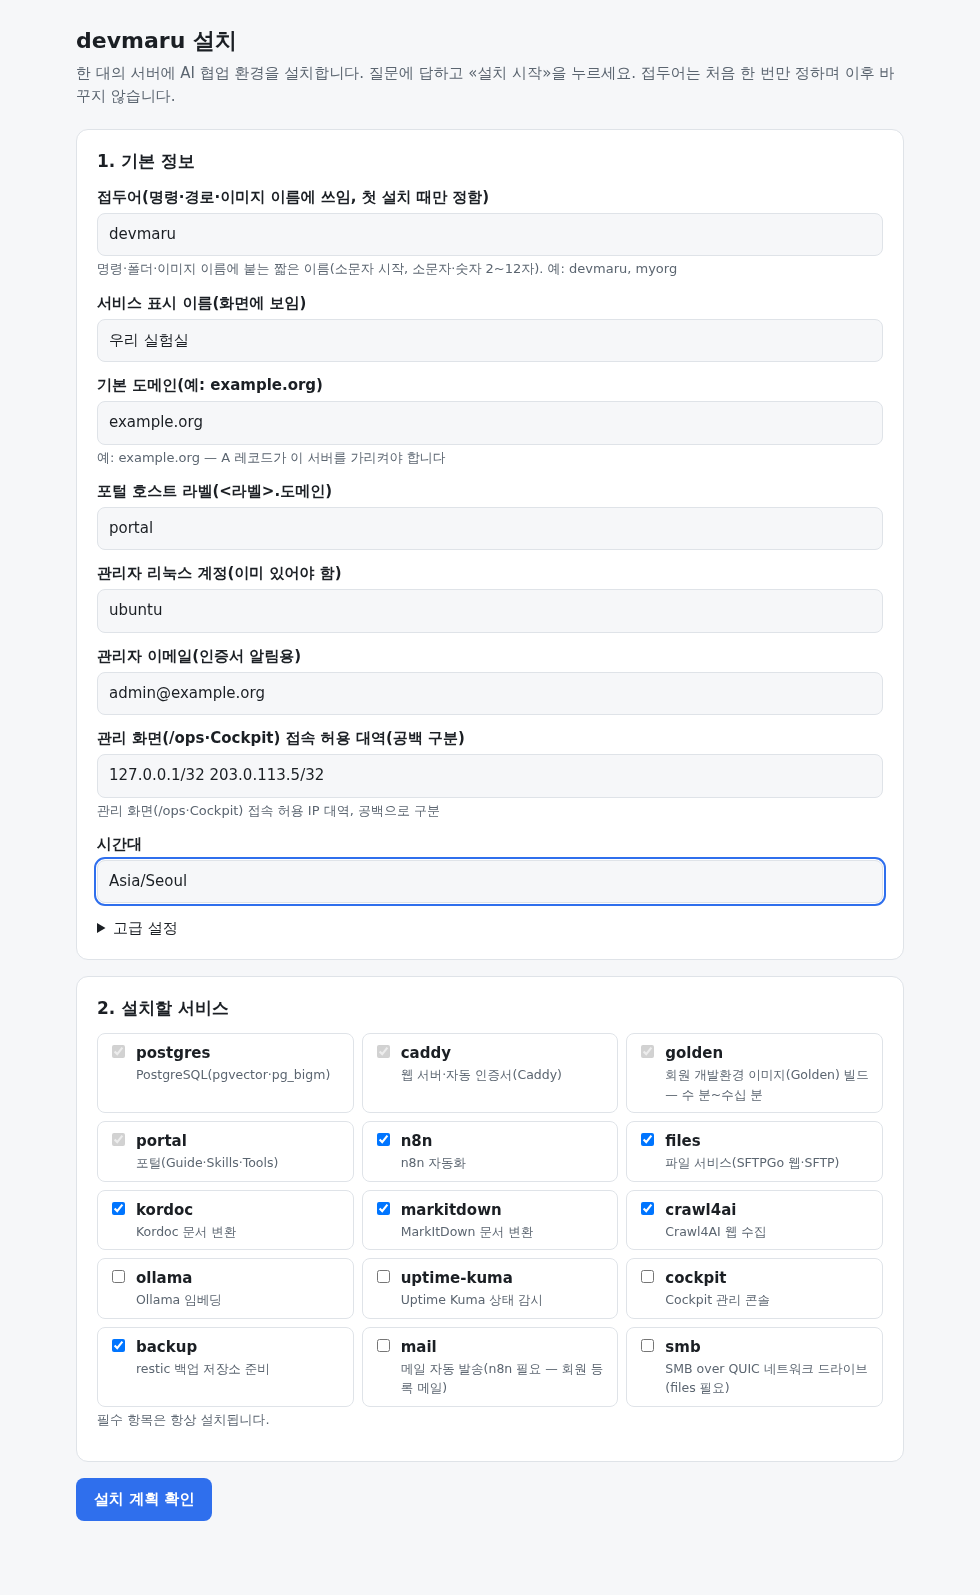 devmaru 설치
한 대의 서버에 AI 협업 환경을 설치합니다. 질문에 답하고 «설치 시작»을 누르세요. 접두어는 처음 한 번만 정하며 이후 바
꾸지 않습니다.
1. 기본 정보
접두어(명령·경로·이미지 이름에 쓰임, 첫 설치 때만 정함)
devmaru
명령·폴더·이미지 이름에 붙는 짧은 이름(소문자 시작, 소문자·숫자 2~12자). 예: devmaru, myorg
서비스 표시 이름(화면에 보임)
우리 실험실
기본 도메인(예: example.org)
example.org
예: example.org — A 레코드가 이 서버를 가리켜야 합니다
포털 호스트 라벨(<라벨>.도메인)
portal
관리자 리눅스 계정(이미 있어야 함)
ubuntu
관리자 이메일(인증서 알림용)
admin@example.org
관리 화면(/ops·Cockpit) 접속 허용 대역(공백 구분)
127.0.0.1/32 203.0.113.5/32
관리 화면(/ops·Cockpit) 접속 허용 IP 대역, 공백으로 구분
시간대
Asia/Seoul
▶ 고급 설정
2. 설치할 서비스
postgres
PostgreSQL(pgvector·pg_bigm)
caddy
웹 서버·자동 인증서(Caddy)
golden
회원 개발환경 이미지(Golden) 빌드
— 수 분~수십 분
portal
포털(Guide·Skills·Tools)
n8n
n8n 자동화
files
파일 서비스(SFTPGo 웹·SFTP)
kordoc
Kordoc 문서 변환
markitdown
MarkItDown 문서 변환
crawl4ai
Crawl4AI 웹 수집
ollama
Ollama 임베딩
uptime-kuma
Uptime Kuma 상태 감시
cockpit
Cockpit 관리 콘솔
backup
restic 백업 저장소 준비
mail
메일 자동 발송(n8n 필요 — 회원 등
록 메일)
smb
SMB over QUIC 네트워크 드라이브
(files 필요)
필수 항목은 항상 설치됩니다.
설치 계획 확인